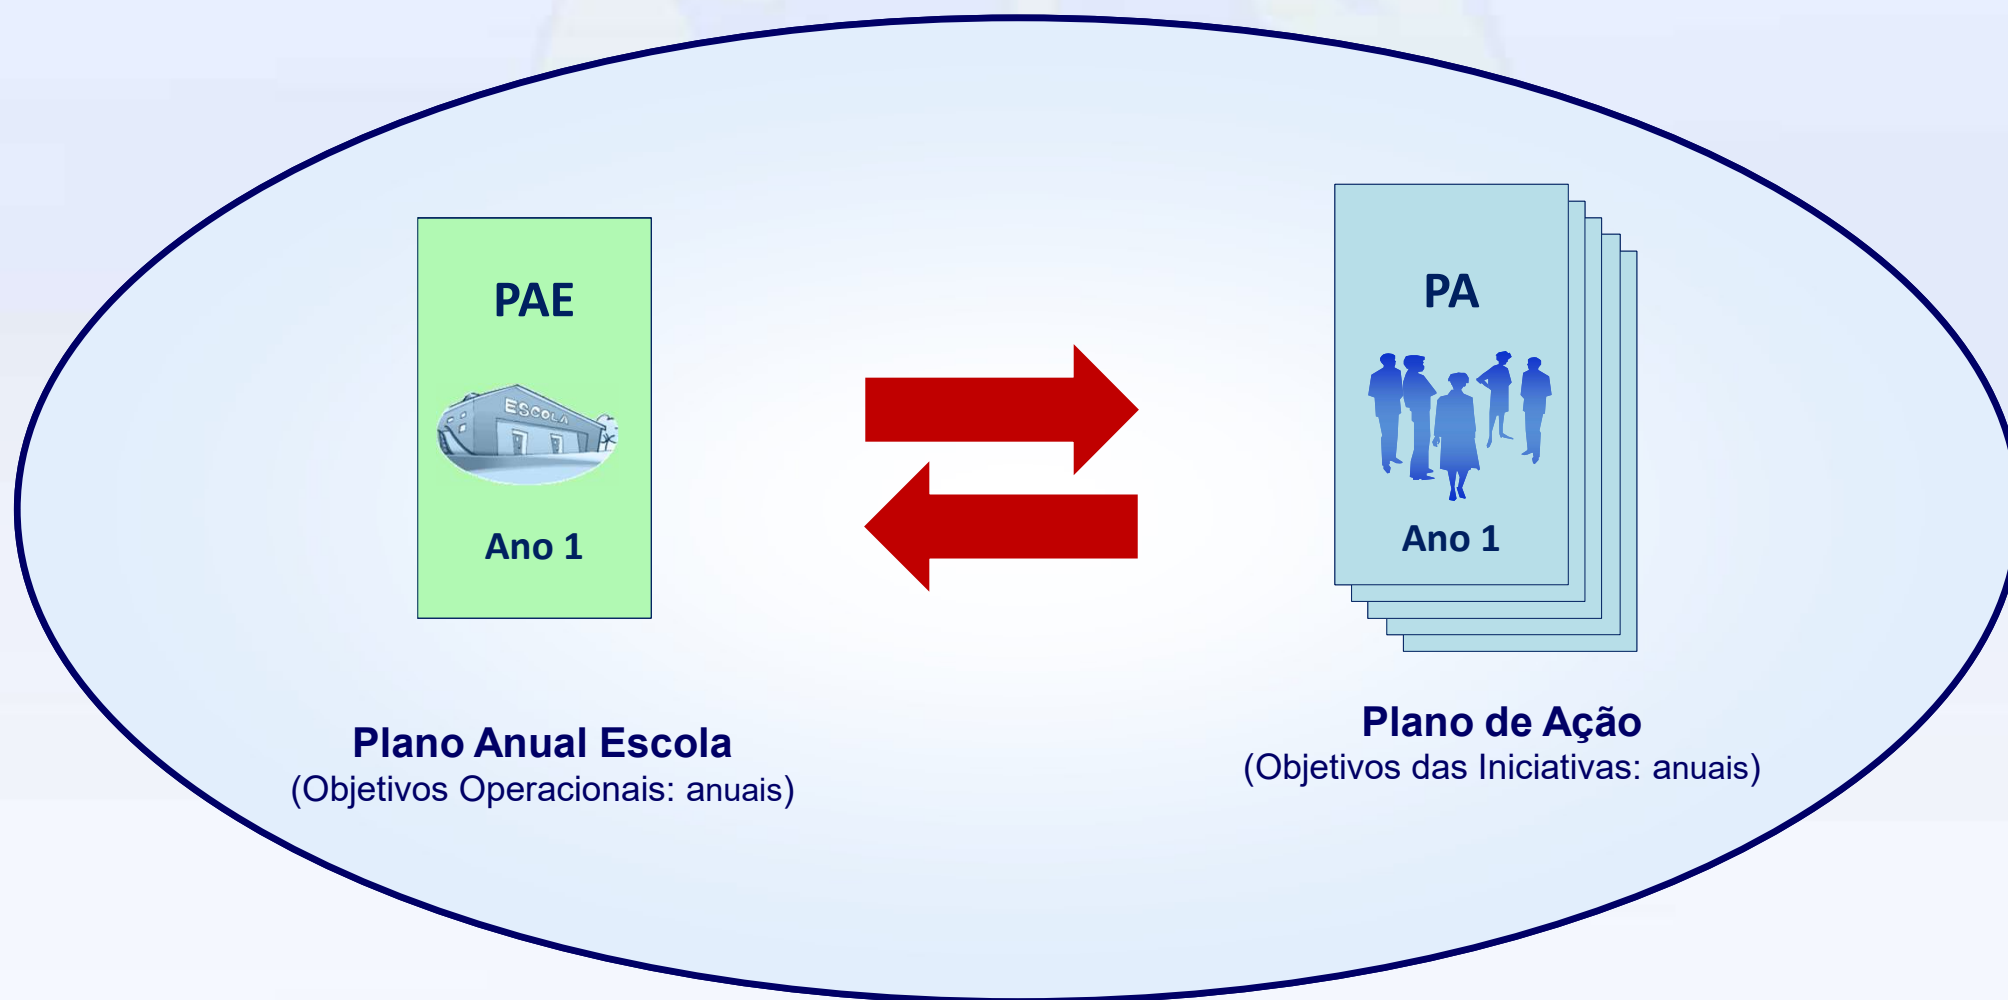 PAE
ESCOLA
Ano 1
Plano Anual Escola
(Objetivos Operacionais: anuais)
PA
Ano 1
Plano de Ação
(Objetivos das Iniciativas: anuais)